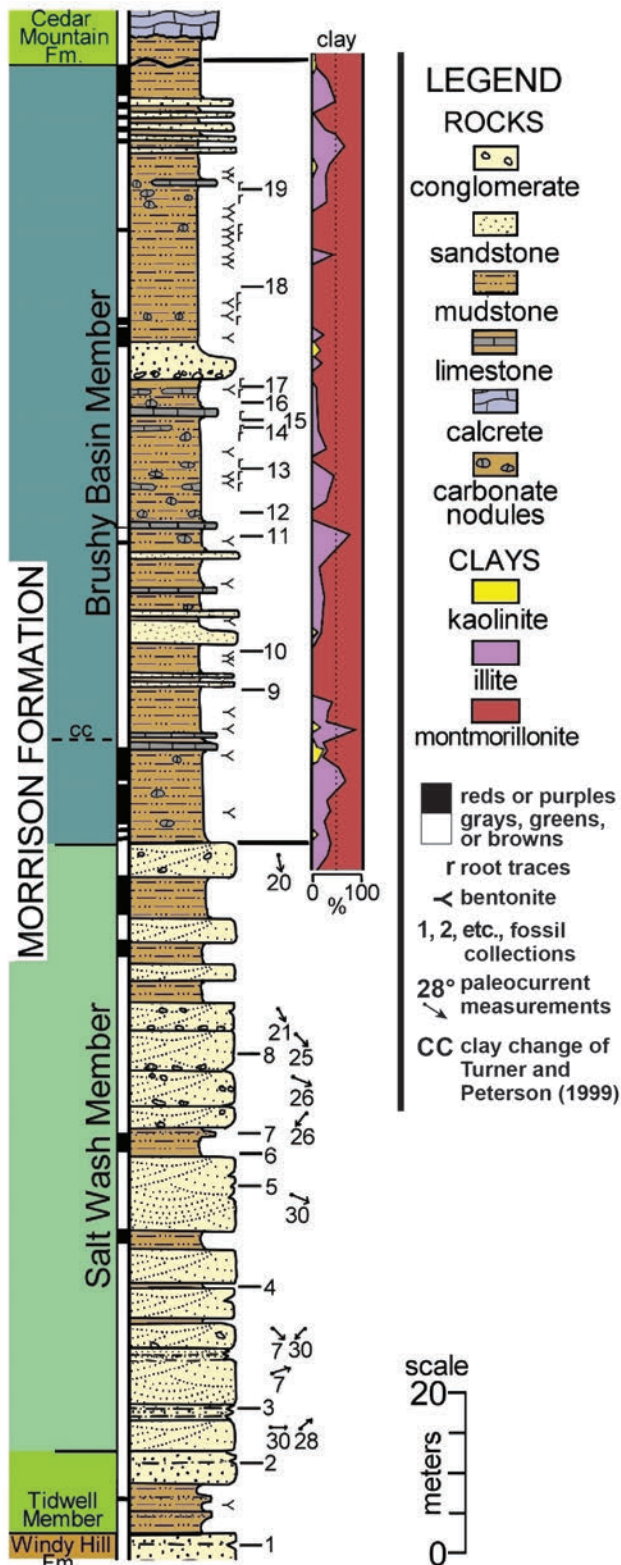 Cedar
Mountain
Fm.
MORRISON FORMATION
Brushy Basin Member
CC
Salt Wash Member
Tidwell
Member
Windy Hill
Fm.
19
18
17
16
15
14
13
12
11
10
9
20
21
8
25
26
7
26
6
5
30
4
7 30
7
3
30 28
2
1
clay
0 100
%
LEGEND
ROCKS
conglomerate
sandstone
mudstone
limestone
calcrete
carbonate
nodules
CLAYS
kaolinite
illite
montmorillonite
reds or purples
grays, greens,
or browns
r root traces
bentonite
1, 2, etc., fossil
collections
28° paleocurrent
measurements
CC clay change of
Turner and
Peterson (1999)
scale
20
meters
0